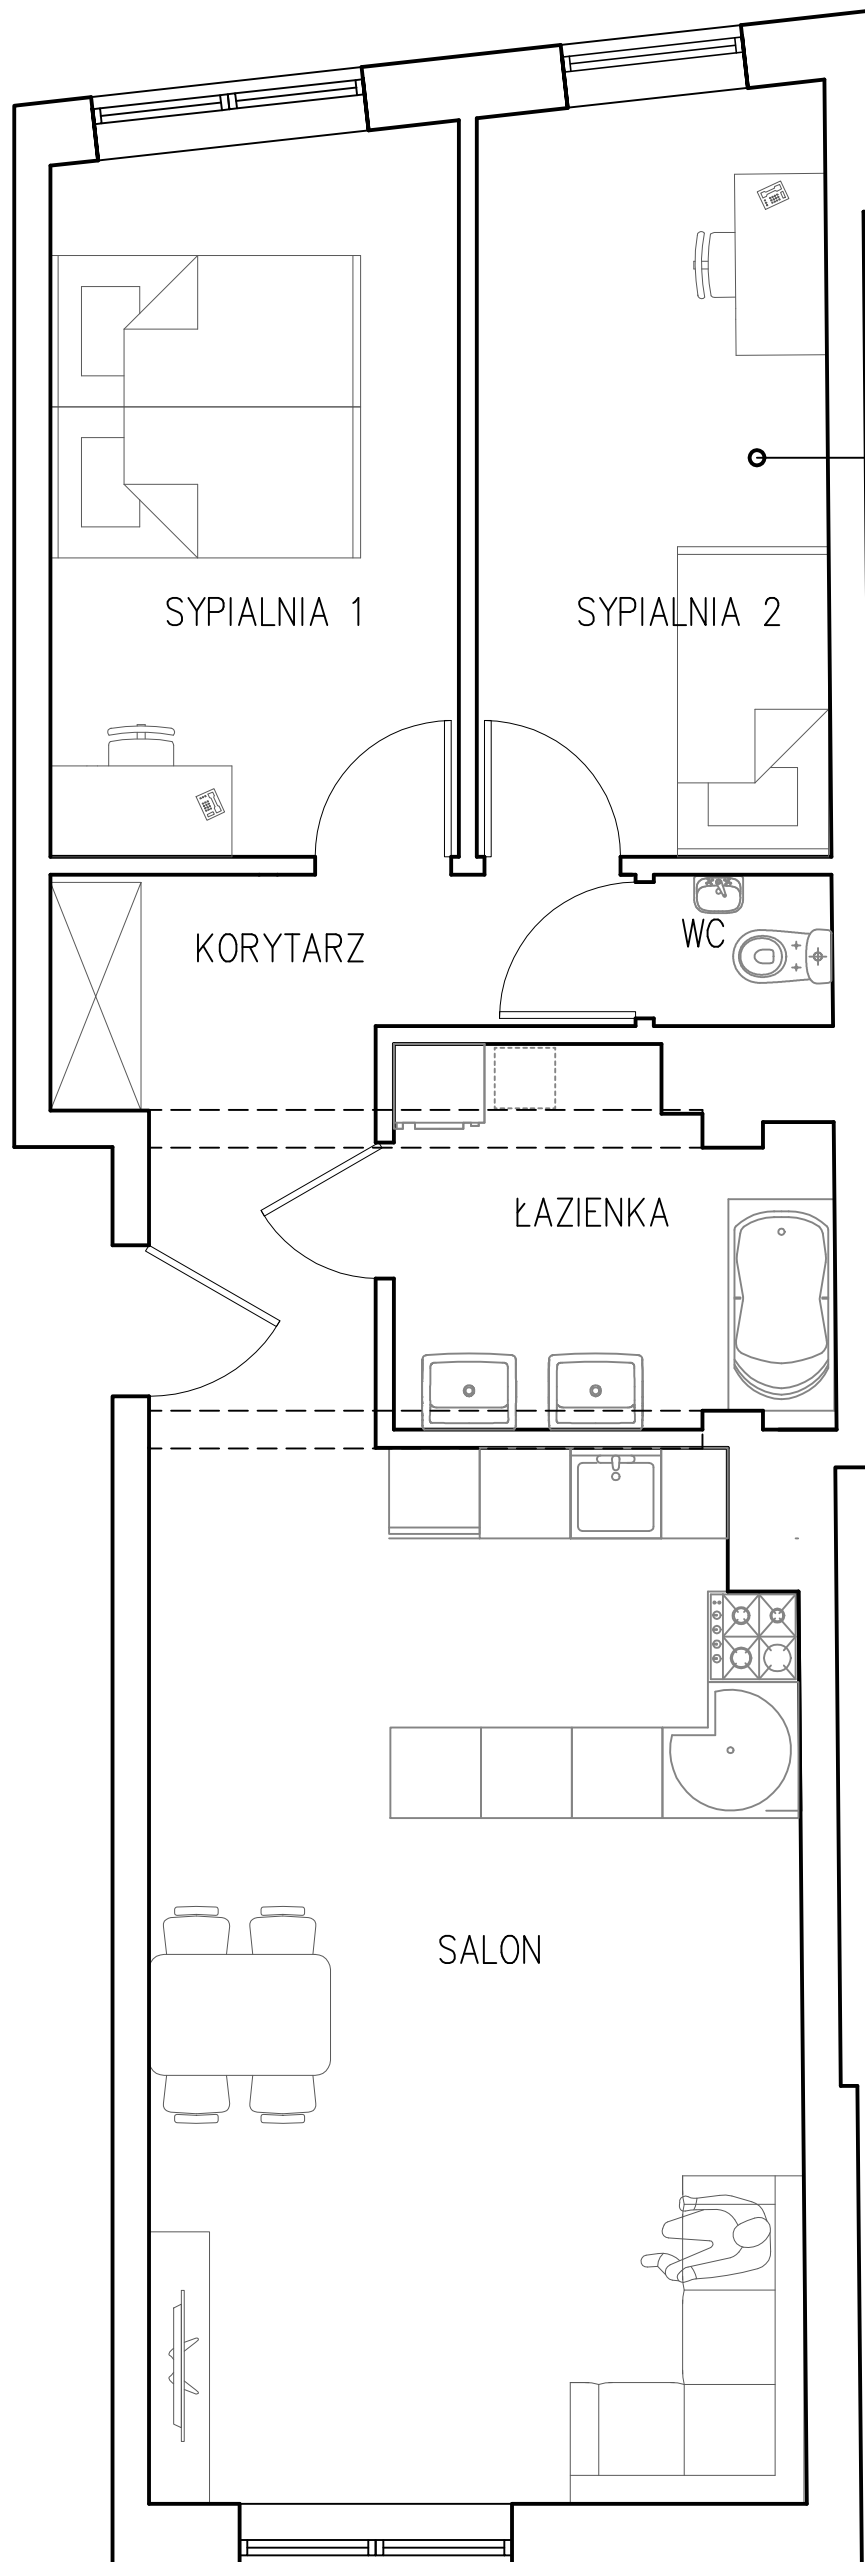 SYPIALNIA 1
SYPIALNIA 2
KORYTARZ
WC
ŁAZIENKA
SALON